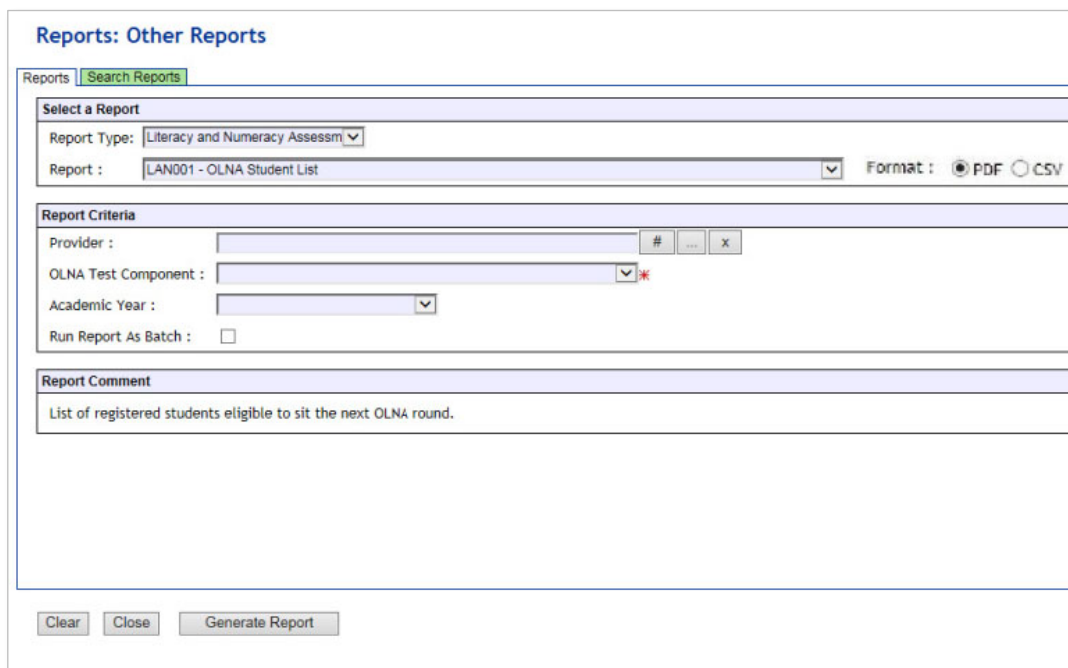 Reports: Other Reports
Reports Search Reports
Select a Report
Report Type: Literacy and Numeracy Assessm
Report : LAN001 - OLNA Student List Format : PDF CSV
Report Criteria
Provider : # ... x
OLNA Test Component : *
Academic Year :
Run Report As Batch :
Report Comment
List of registered students eligible to sit the next OLNA round.
Clear Close Generate Report